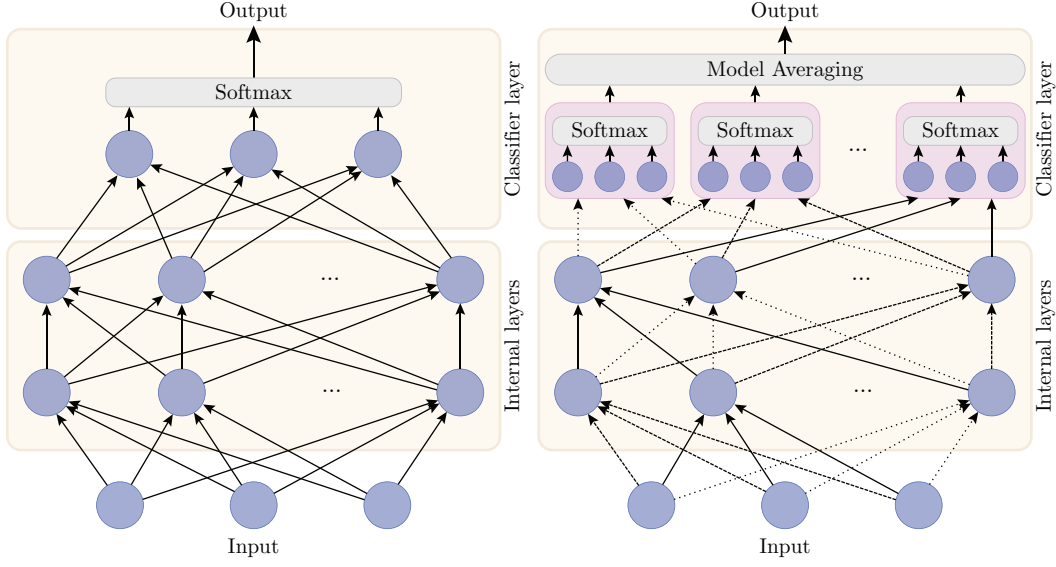 Output
Softmax
Classifier layer
...
...
Internal layers
Input
Output
Model Averaging
Softmax
Softmax
...
Softmax
Classifier layer
...
...
Internal layers
Input